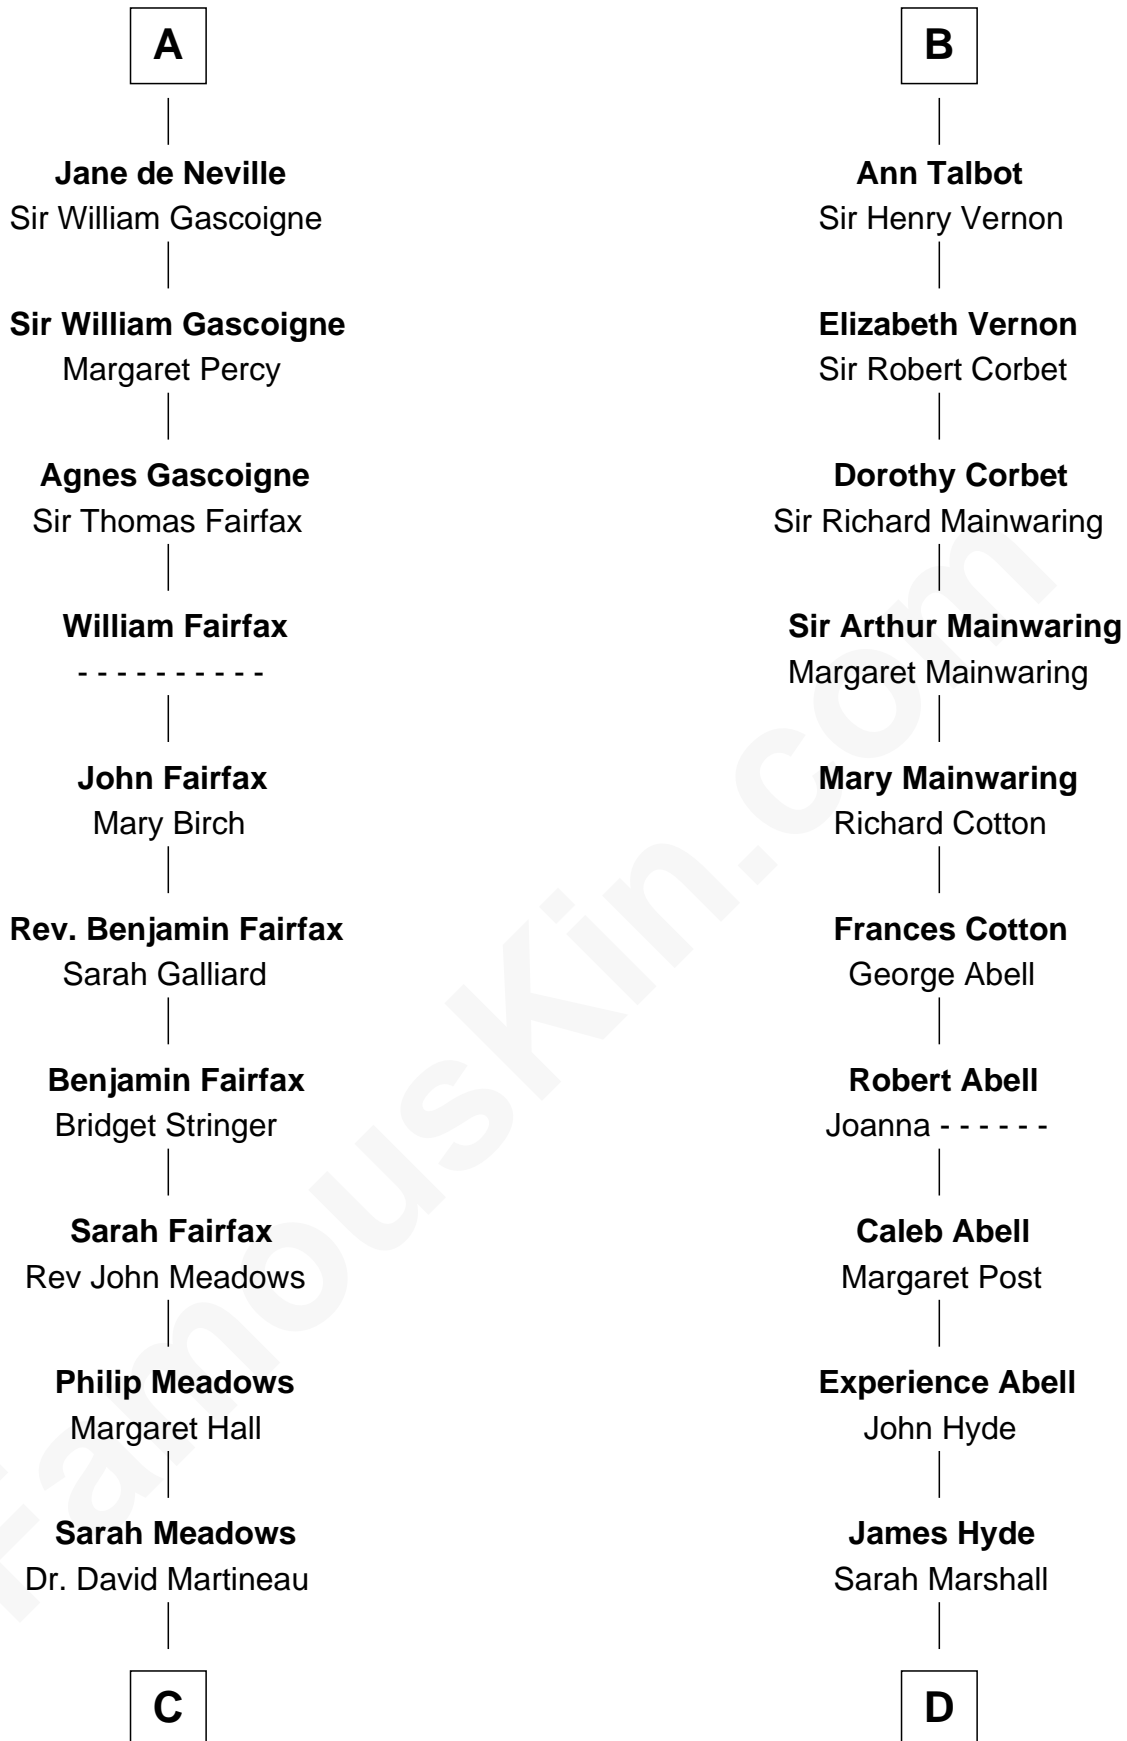 A
Jane de Neville
Sir William Gascoigne
Sir William Gascoigne
Margaret Percy
Agnes Gascoigne
Sir Thomas Fairfax
William Fairfax
- - - - - - - - - -
John Fairfax
Mary Birch
Rev. Benjamin Fairfax
Sarah Galliard
Benjamin Fairfax
Bridget Stringer
Sarah Fairfax
Rev John Meadows
Philip Meadows
Margaret Hall
Sarah Meadows
Dr. David Martineau
C
B
Ann Talbot
Sir Henry Vernon
Elizabeth Vernon
Sir Robert Corbet
Dorothy Corbet
Sir Richard Mainwaring
Sir Arthur Mainwaring
Margaret Mainwaring
Mary Mainwaring
Richard Cotton
Frances Cotton
George Abell
Robert Abell
Joanna - - - - - -
Caleb Abell
Margaret Post
Experience Abell
John Hyde
James Hyde
Sarah Marshall
D
FamousKin.com